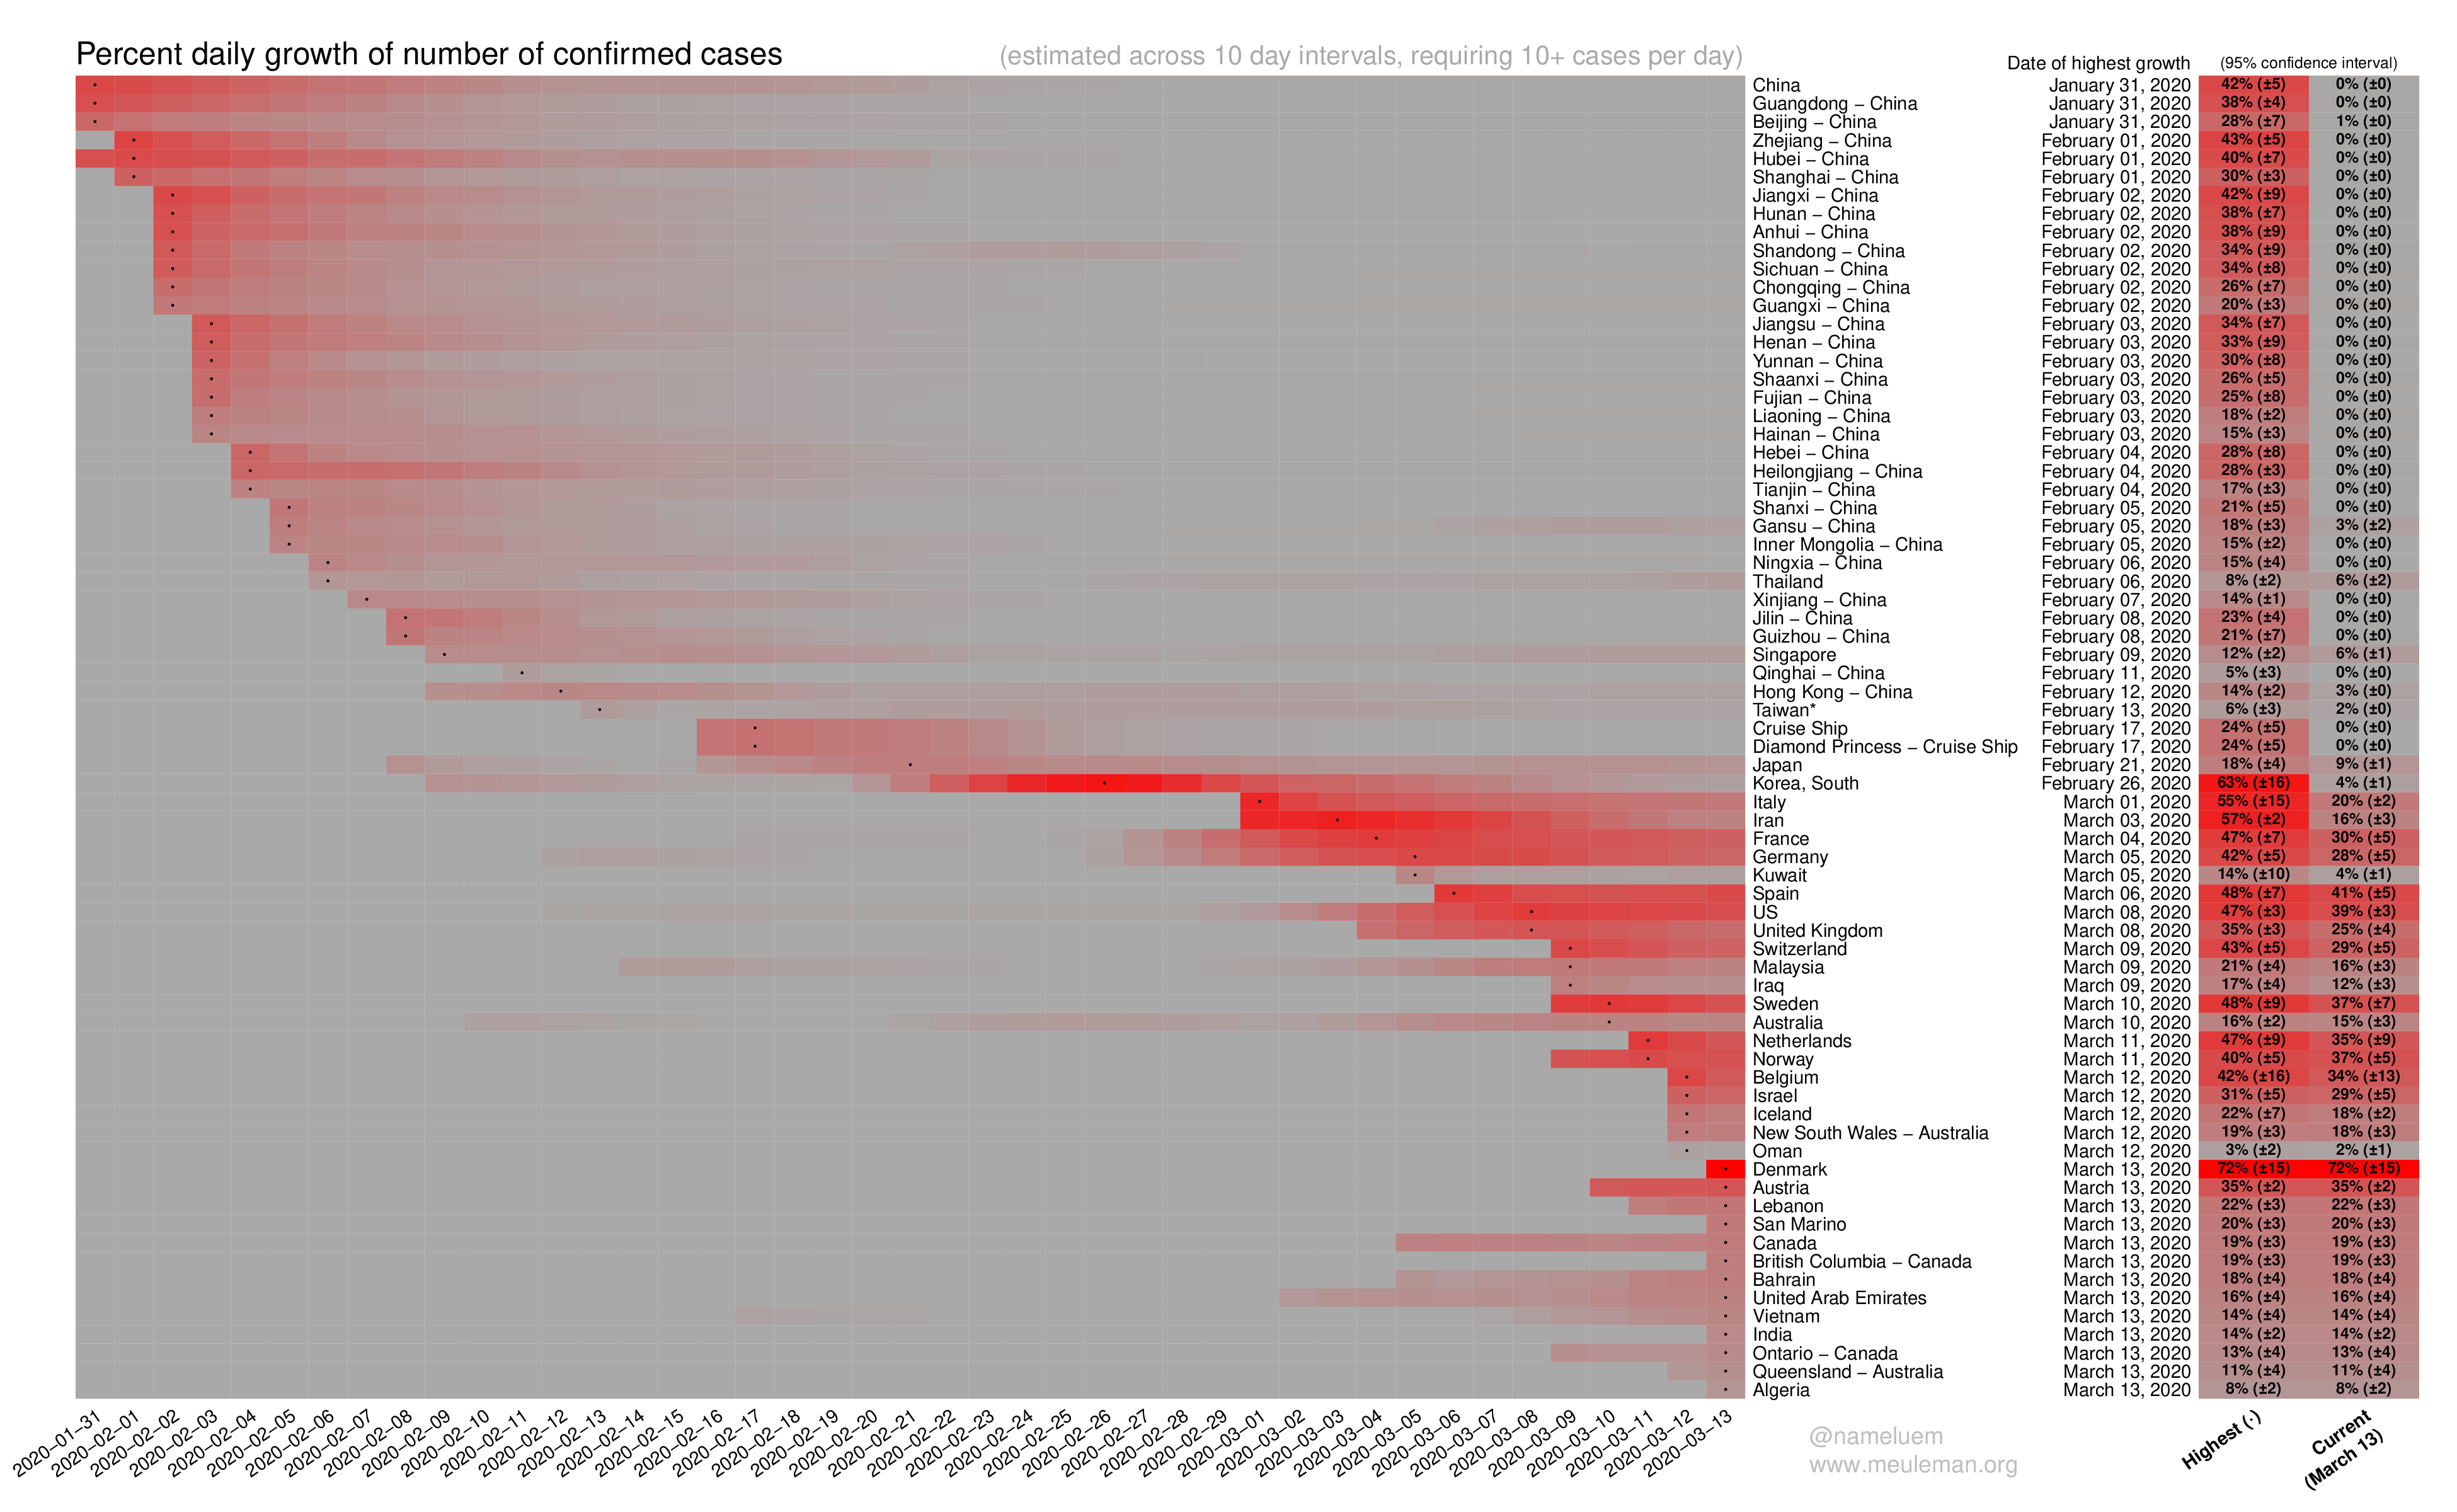 Percent daily growth of number of confirmed cases (estimated across 10 day intervals, requiring 10+ cases per day) Date of highest growth (95% confidence interval)
China January 31, 2020 42% (±5) 0% (±0)
Guangdong – China January 31, 2020 38% (±4) 0% (±0)
Beijing – China January 31, 2020 28% (±7) 1% (±0)
Zhejiang – China February 01, 2020 43% (±5) 0% (±0)
Hubei – China February 01, 2020 40% (±7) 0% (±0)
Shanghai – China February 01, 2020 30% (±3) 0% (±0)
Jiangxi – China February 02, 2020 42% (±9) 0% (±0)
Hunan – China February 02, 2020 38% (±7) 0% (±0)
Anhui – China February 02, 2020 38% (±9) 0% (±0)
Shandong – China February 02, 2020 34% (±9) 0% (±0)
Sichuan – China February 02, 2020 34% (±8) 0% (±0)
Chongqing – China February 02, 2020 26% (±7) 0% (±0)
Guangxi – China February 02, 2020 20% (±3) 0% (±0)
Jiangsu – China February 03, 2020 34% (±7) 0% (±0)
Henan – China February 03, 2020 33% (±9) 0% (±0)
Yunnan – China February 03, 2020 30% (±8) 0% (±0)
Shaanxi – China February 03, 2020 26% (±5) 0% (±0)
Fujian – China February 03, 2020 25% (±8) 0% (±0)
Liaoning – China February 03, 2020 18% (±2) 0% (±0)
Hainan – China February 03, 2020 15% (±3) 0% (±0)
Hebei – China February 04, 2020 28% (±8) 0% (±0)
Heilongjiang – China February 04, 2020 28% (±3) 0% (±0)
Tianjin – China February 04, 2020 17% (±3) 0% (±0)
Shanxi – China February 05, 2020 21% (±5) 0% (±0)
Gansu – China February 05, 2020 18% (±3) 3% (±2)
Inner Mongolia – China February 05, 2020 15% (±2) 0% (±0)
Ningxia – China February 06, 2020 15% (±4) 0% (±0)
Thailand February 06, 2020 8% (±2) 6% (±2)
Xinjiang – China February 07, 2020 14% (±1) 0% (±0)
Jilin – China February 08, 2020 23% (±4) 0% (±0)
Guizhou – China February 08, 2020 21% (±7) 0% (±0)
Singapore February 09, 2020 12% (±2) 6% (±1)
Qinghai – China February 11, 2020 5% (±3) 0% (±0)
Hong Kong – China February 12, 2020 14% (±2) 3% (±0)
Taiwan* February 13, 2020 6% (±3) 2% (±0)
Cruise Ship February 17, 2020 24% (±5) 0% (±0)
Diamond Princess – Cruise Ship February 17, 2020 24% (±5) 0% (±0)
Japan February 21, 2020 18% (±4) 9% (±1)
Korea, South February 26, 2020 63% (±16) 4% (±1)
Italy March 01, 2020 55% (±15) 20% (±2)
Iran March 03, 2020 57% (±2) 16% (±3)
France March 04, 2020 47% (±7) 30% (±5)
Germany March 05, 2020 42% (±5) 28% (±5)
Kuwait March 05, 2020 14% (±10) 4% (±1)
Spain March 06, 2020 48% (±7) 41% (±5)
US March 08, 2020 47% (±3) 39% (±3)
United Kingdom March 08, 2020 35% (±3) 25% (±4)
Switzerland March 09, 2020 43% (±5) 29% (±5)
Malaysia March 09, 2020 21% (±4) 16% (±3)
Iraq March 09, 2020 17% (±4) 12% (±3)
Sweden March 10, 2020 48% (±9) 37% (±7)
Australia March 10, 2020 16% (±2) 15% (±3)
Netherlands March 11, 2020 47% (±9) 35% (±9)
Norway March 11, 2020 40% (±5) 37% (±5)
Belgium March 12, 2020 42% (±16) 34% (±13)
Israel March 12, 2020 31% (±5) 29% (±5)
Iceland March 12, 2020 22% (±7) 18% (±2)
New South Wales – Australia March 12, 2020 19% (±3) 18% (±3)
Oman March 12, 2020 3% (±2) 2% (±1)
Denmark March 13, 2020 72% (±15) 72% (±15)
Austria March 13, 2020 35% (±2) 35% (±2)
Lebanon March 13, 2020 22% (±3) 22% (±3)
San Marino March 13, 2020 20% (±3) 20% (±3)
Canada March 13, 2020 19% (±3) 19% (±3)
British Columbia – Canada March 13, 2020 19% (±3) 19% (±3)
Bahrain March 13, 2020 18% (±4) 18% (±4)
United Arab Emirates March 13, 2020 16% (±4) 16% (±4)
Vietnam March 13, 2020 14% (±4) 14% (±4)
India March 13, 2020 14% (±2) 14% (±2)
Ontario – Canada March 13, 2020 13% (±4) 13% (±4)
Queensland – Australia March 13, 2020 11% (±4) 11% (±4)
Algeria March 13, 2020 8% (±2) 8% (±2)
2020–01–31
2020–02–01
2020–02–02
2020–02–03
2020–02–04
2020–02–05
2020–02–06
2020–02–07
2020–02–08
2020–02–09
2020–02–10
2020–02–11
2020–02–12
2020–02–13
2020–02–14
2020–02–15
2020–02–16
2020–02–17
2020–02–18
2020–02–19
2020–02–20
2020–02–21
2020–02–22
2020–02–23
2020–02–24
2020–02–25
2020–02–26
2020–02–27
2020–02–28
2020–02–29
2020–03–01
2020–03–02
2020–03–03
2020–03–04
2020–03–05
2020–03–06
2020–03–07
2020–03–08
2020–03–09
2020–03–10
2020–03–11
2020–03–12
2020–03–13
@nameluem
www.meuleman.org
Highest (·)
Current
(March 13)